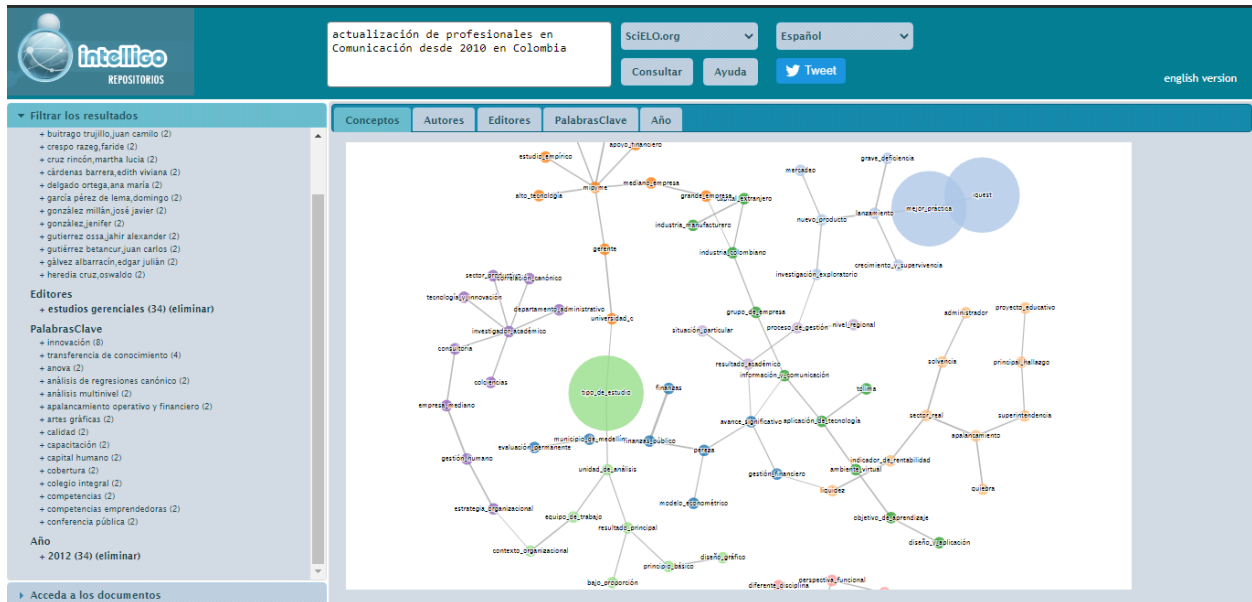 intelligo
REPOSITORIOS
actualización de profesionales en
Comunicación desde 2010 en Colombia
SciELO.org
Español
Consultar
Ayuda
Tweet
english version
Filtrar los resultados
+ buitrago trujillo,juan camilo (2)
+ crespo razeg,faride (2)
+ cruz rincón,martha lucia (2)
+ cárdenas barrera,edith viviana (2)
+ delgado ortega,ana maría (2)
+ garcía pérez de lema,domingo (2)
+ gonzález millán,josé javier (2)
+ gonzález,jenifer (2)
+ gutierrez ossa,jahir alexander (2)
+ gutiérrez betancur,juan carlos (2)
+ gálvez albarracín,edgar julián (2)
+ heredia cruz,oswaldo (2)
Editores
+ estudios gerenciales (34) (eliminar)
PalabrasClave
+ innovación (8)
+ transferencia de conocimiento (4)
+ anova (2)
+ análisis de regresiones canónico (2)
+ análisis multinivel (2)
+ apalancamiento operativo y financiero (2)
+ artes gráficas (2)
+ calidad (2)
+ capacitación (2)
+ capital humano (2)
+ cobertura (2)
+ colegio integral (2)
+ competencias (2)
+ competencias emprendedoras (2)
+ conferencia pública (2)
Año
+ 2012 (34) (eliminar)
Acceda a los documentos
Conceptos
Autores
Editores
PalabrasClave
Año
apoyo_financiero
estudio_empírico
alto_tecnología
mipyme
mediano_empresa
grande_empresa
capital_extranjero
industria_manufacturero
industria_colombiano
gerente
mercadeo
grave_deficiencia
nuevo_producto
lanzamiento
mejor_práctica
iquest
crecimiento_y_supervivencia
investigación_exploratorio
sector_productivo
correlación_canónico
tecnología_y_innovación
departamento_administrativo
investigador_académico
universidad_c
consultoria
colciencias
empresa_mediano
tipo_de_estudio
grupo_de_empresa
situación_particular
proceso_de_gestión
nivel_regional
resultado_académico
información_y_comunicación
tolima
finanzas
avance_significativo
aplicación_de_tecnología
municipio_de_medellín
finanzas_público
evaluación_permanente
pereza
gestión_humano
unidad_de_análisis
gestión_financiero
ambiente_virtual
indicador_de_rentabilidad
liquidez
modelo_econométrico
objetivo_de_aprendizaje
diseño_y_aplicación
estrategia_organizacional
equipo_de_trabajo
resultado_principal
contexto_organizacional
principio_básico
diseño_gráfico
bajo_proporción
diferente_disciplina
perspectiva_funcional
administrador
proyecto_educativo
solvencia
principal_hallazgo
sector_real
superintendencia
apalancamiento
quiebra